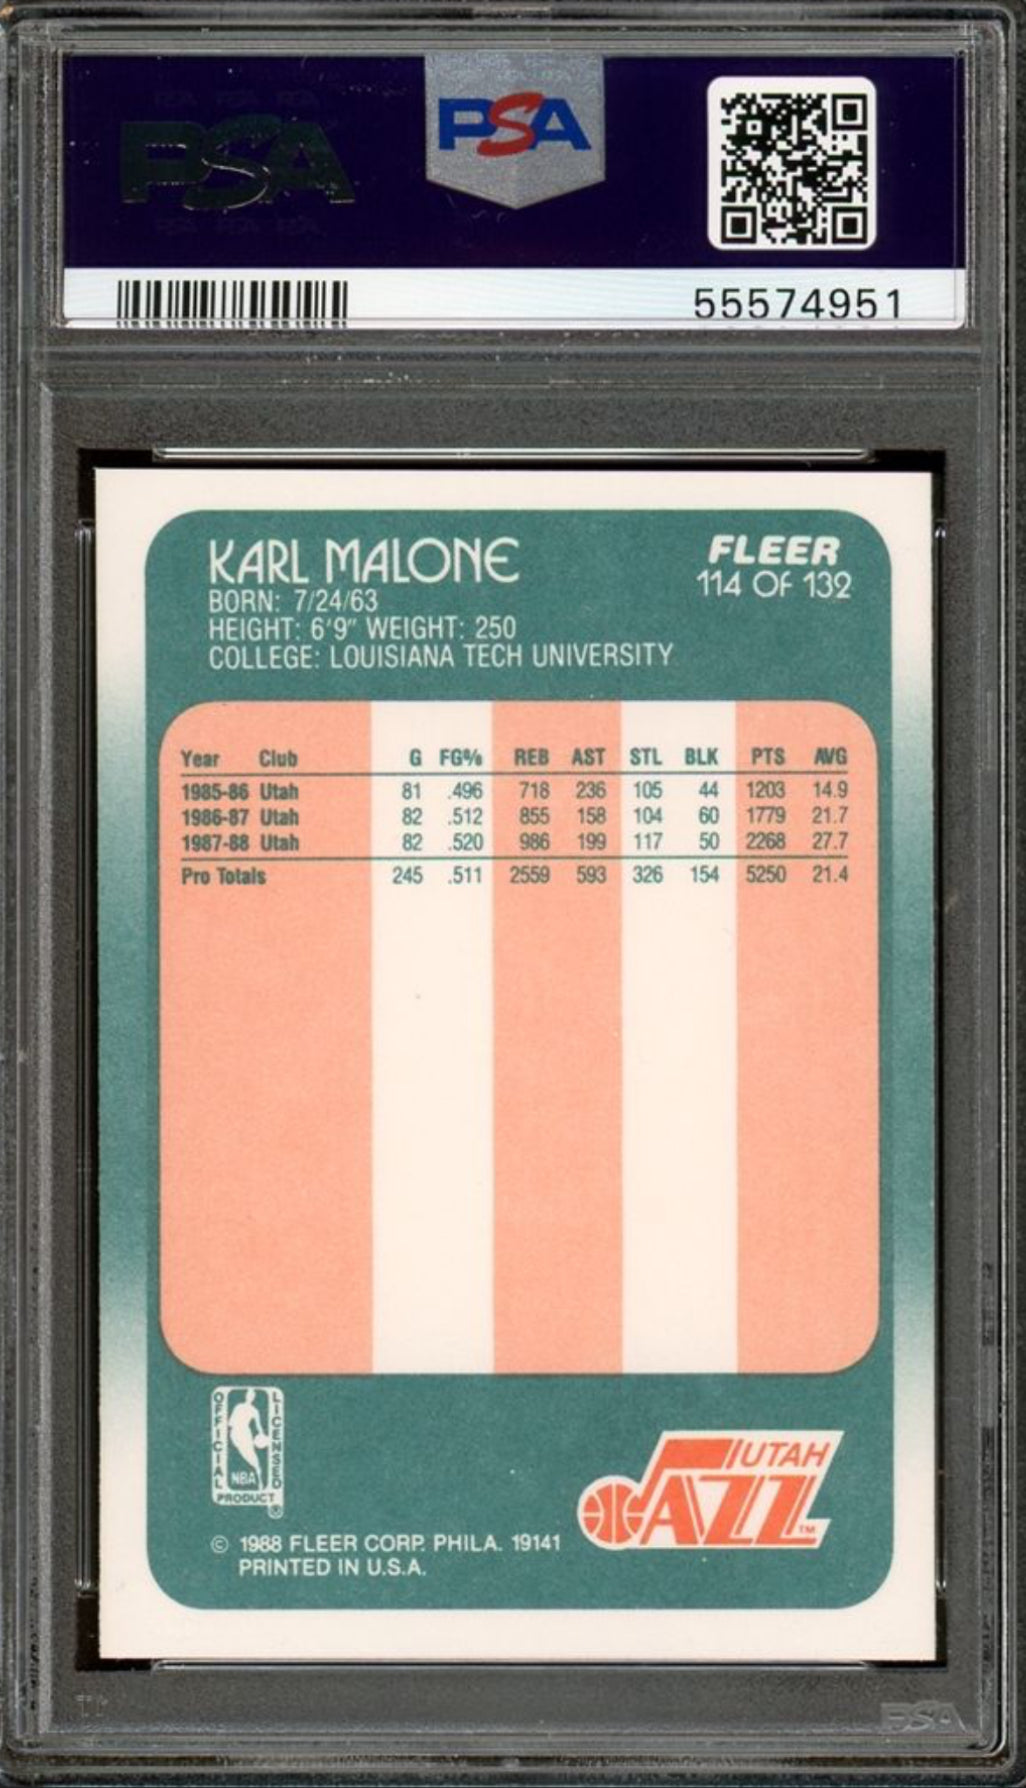 PSA
PSA
55574951
KARL MALONE
BORN: 7/24/63
HEIGHT: 6'9" WEIGHT: 250
COLLEGE: LOUISIANA TECH UNIVERSITY
FLEER
114 OF 132
Year Club G FG% REB AST STL BLK PTS AVG
1985-86 Utah 81 .496 718 236 105 44 1203 14.9
1986-87 Utah 82 .512 855 158 104 60 1779 21.7
1987-88 Utah 82 .520 986 199 117 50 2268 27.7
Pro Totals 245 .511 2559 593 326 154 5250 21.4
OFFICIAL LICENSED
NBA
PRODUCT ®
UTAH
JAZZ ™
© 1988 FLEER CORP. PHILA. 19141
PRINTED IN U.S.A.
PSA